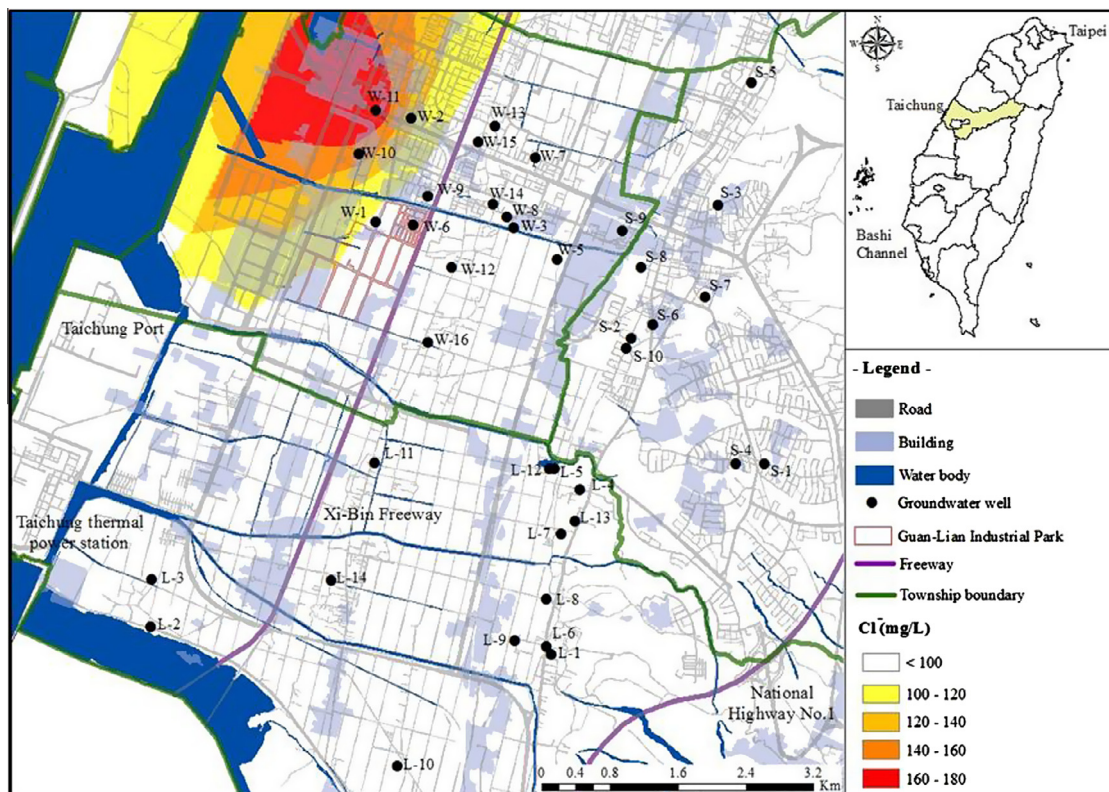 S-5
W-11
W-2
W-13
W-15
W-10
W-7
W-9
W-14
W-8
W-1
W-6
W-3
S-3
S-9
W-5
W-12
S-8
S-7
S-6
S-2
S-10
W-16
Taichung Port
L-11
L-12
L-5
S-4
S-1
L-4
Xi-Bin Freeway
L-13
L-7
Taichung thermal
power station
L-3
L-14
L-8
L-2
L-9
L-6
L-1
National
Highway No.1
L-10
0 0.4 0.8 1.6 2.4 3.2
Km
N
W E
S
Taipei
Taichung
Bashi
Channel
- Legend -
Road
Building
Water body
Groundwater well
Guan-Lian Industrial Park
Freeway
Township boundary
Cl⁻(mg/L)
< 100
100 - 120
120 - 140
140 - 160
160 - 180